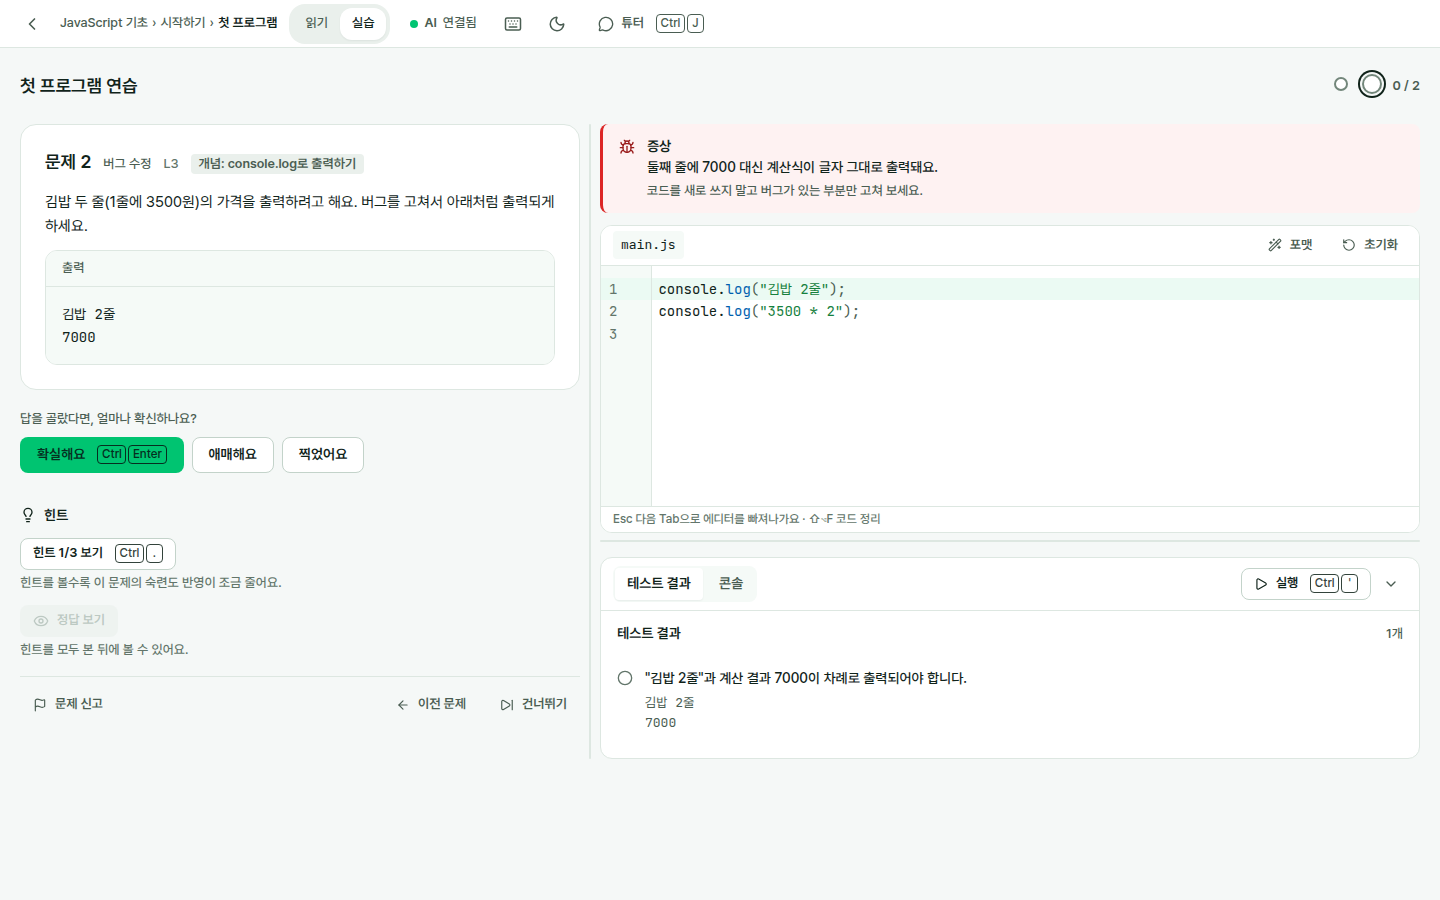 JavaScript 기초 › 시작하기 › 첫 프로그램
읽기 실습
AI 연결됨
튜터 Ctrl J
첫 프로그램 연습
0 / 2
문제 2 버그 수정 L3 개념: console.log로 출력하기
김밥 두 줄(1줄에 3500원)의 가격을 출력하려고 해요. 버그를 고쳐서 아래처럼 출력되게
하세요.
출력
김밥 2줄
7000
답을 골랐다면, 얼마나 확신하나요?
확실해요 Ctrl Enter
애매해요
찍었어요
힌트
힌트 1/3 보기 Ctrl .
힌트를 볼수록 이 문제의 숙련도 반영이 조금 줄어요.
정답 보기
힌트를 모두 본 뒤에 볼 수 있어요.
문제 신고
이전 문제
건너뛰기
증상
둘째 줄에 7000 대신 계산식이 글자 그대로 출력돼요.
코드를 새로 쓰지 말고 버그가 있는 부분만 고쳐 보세요.
main.js
포맷
초기화
1 console.log("김밥 2줄");
2 console.log("3500 * 2");
3
Esc 다음 Tab으로 에디터를 빠져나가요 · ⇧⌥F 코드 정리
테스트 결과
콘솔
실행 Ctrl '
테스트 결과
1개
"김밥 2줄"과 계산 결과 7000이 차례로 출력되어야 합니다.
김밥 2줄
7000